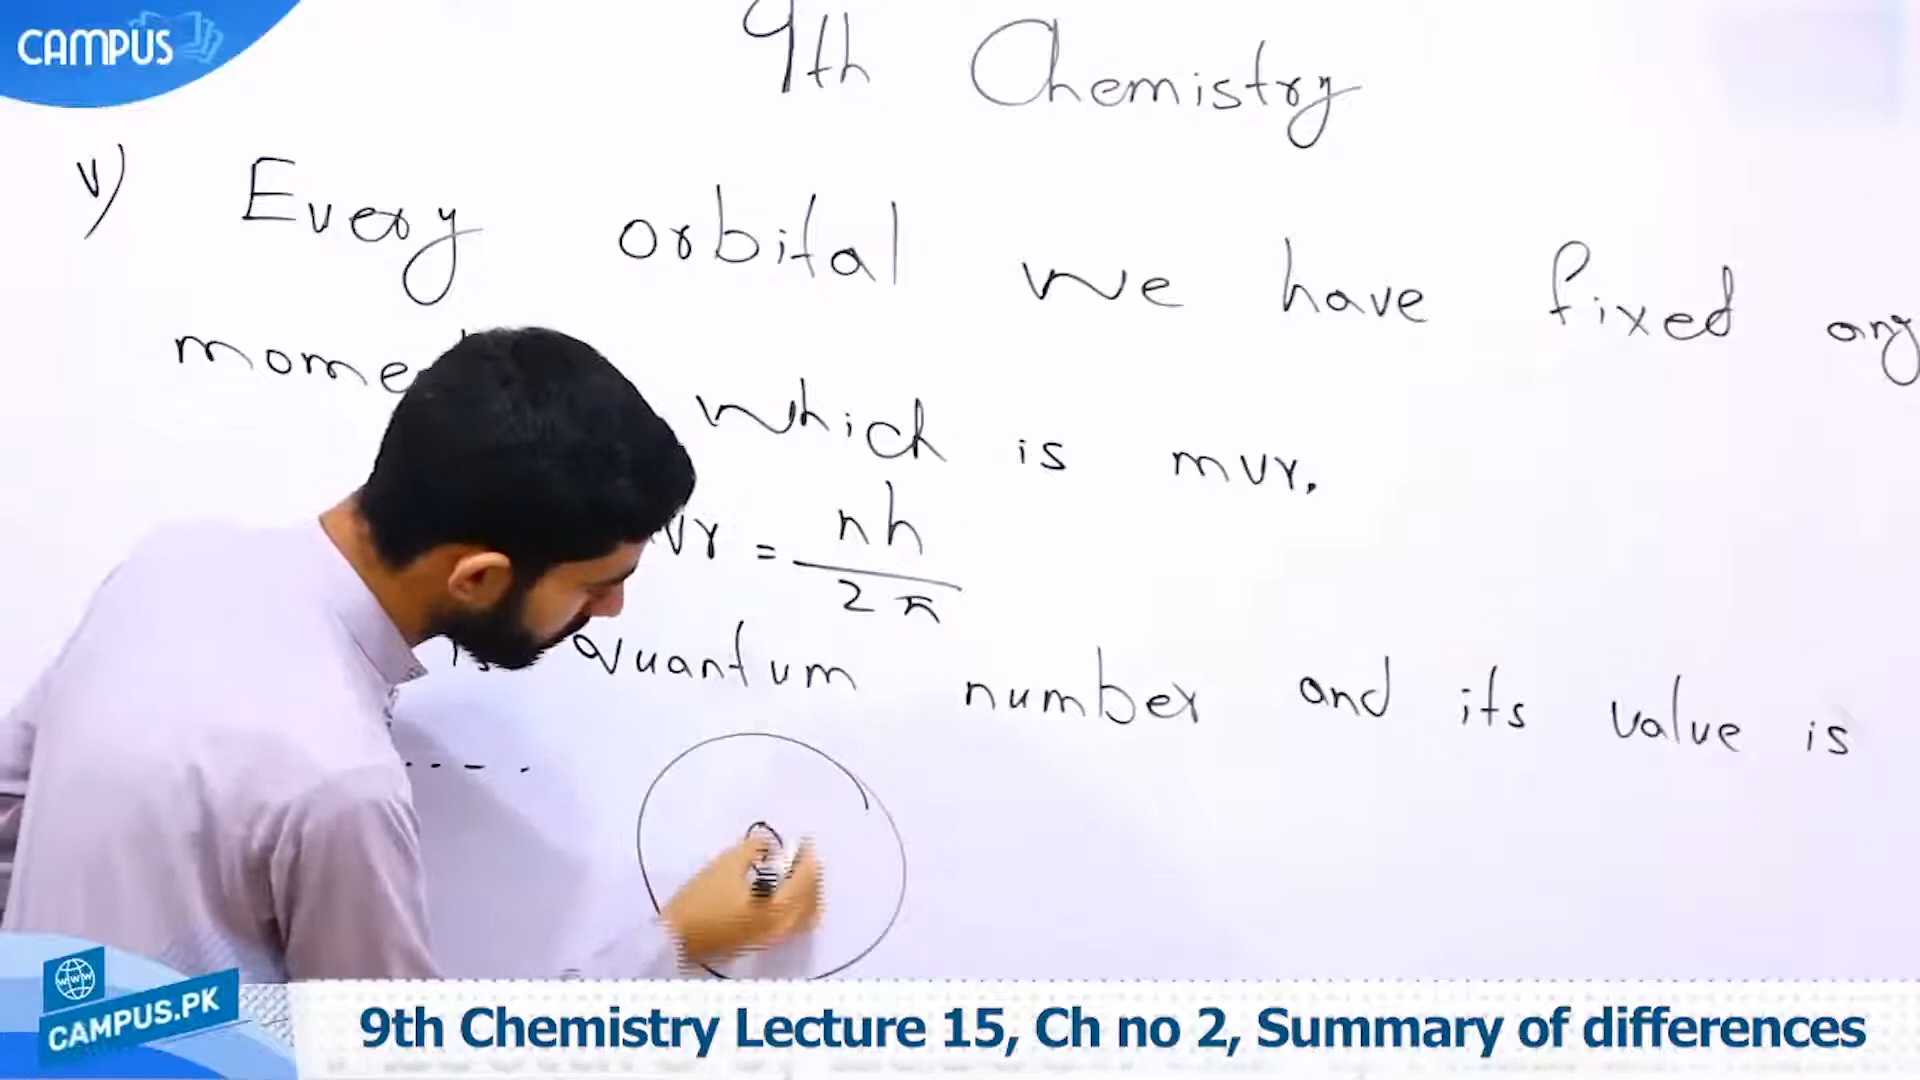 CAMPUS
9th Chemistry
v) Every orbital we have fixed ang
mome which is mvr.
vr = nh / 2π
is quantum number and its value is
CAMPUS.PK
9th Chemistry Lecture 15, Ch no 2, Summary of differences